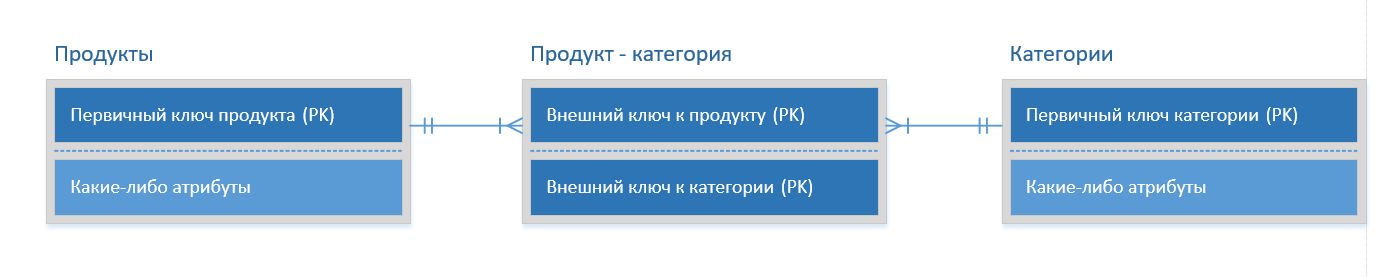 Продукты
Продукт - категория
Категории
Первичный ключ продукта (PK)
Внешний ключ к продукту (PK)
Первичный ключ категории (PK)
Какие-либо атрибуты
Внешний ключ к категории (PK)
Какие-либо атрибуты